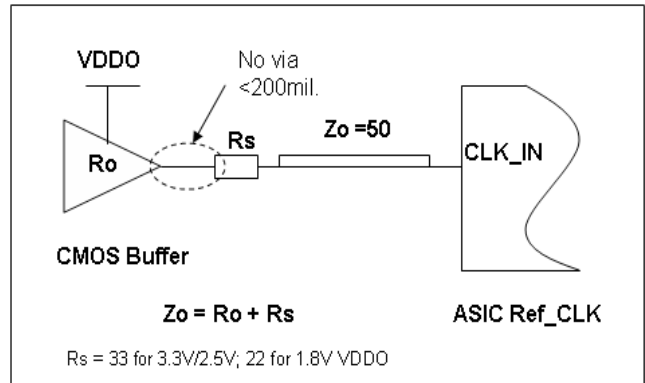 VDDO
No via
<200mil.
Rs
Zo =50
Ro
CLK_IN
CMOS Buffer
Zo = Ro + Rs
ASIC Ref_CLK
Rs = 33 for 3.3V/2.5V; 22 for 1.8V VDDO